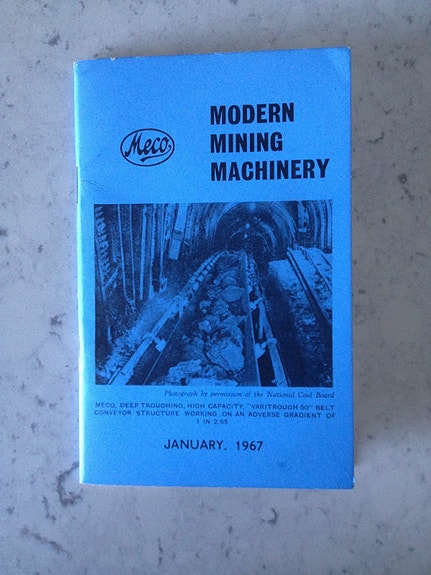 Meco
MODERN
MINING
MACHINERY
Photograph by permission of the National Coal Board
MECO, DEEP TROUGHING, HIGH CAPACITY, "VARITROUGH 50" BELT
CONVEYOR STRUCTURE WORKING ON AN ADVERSE GRADIENT OF
1 IN 2.65
JANUARY, 1967